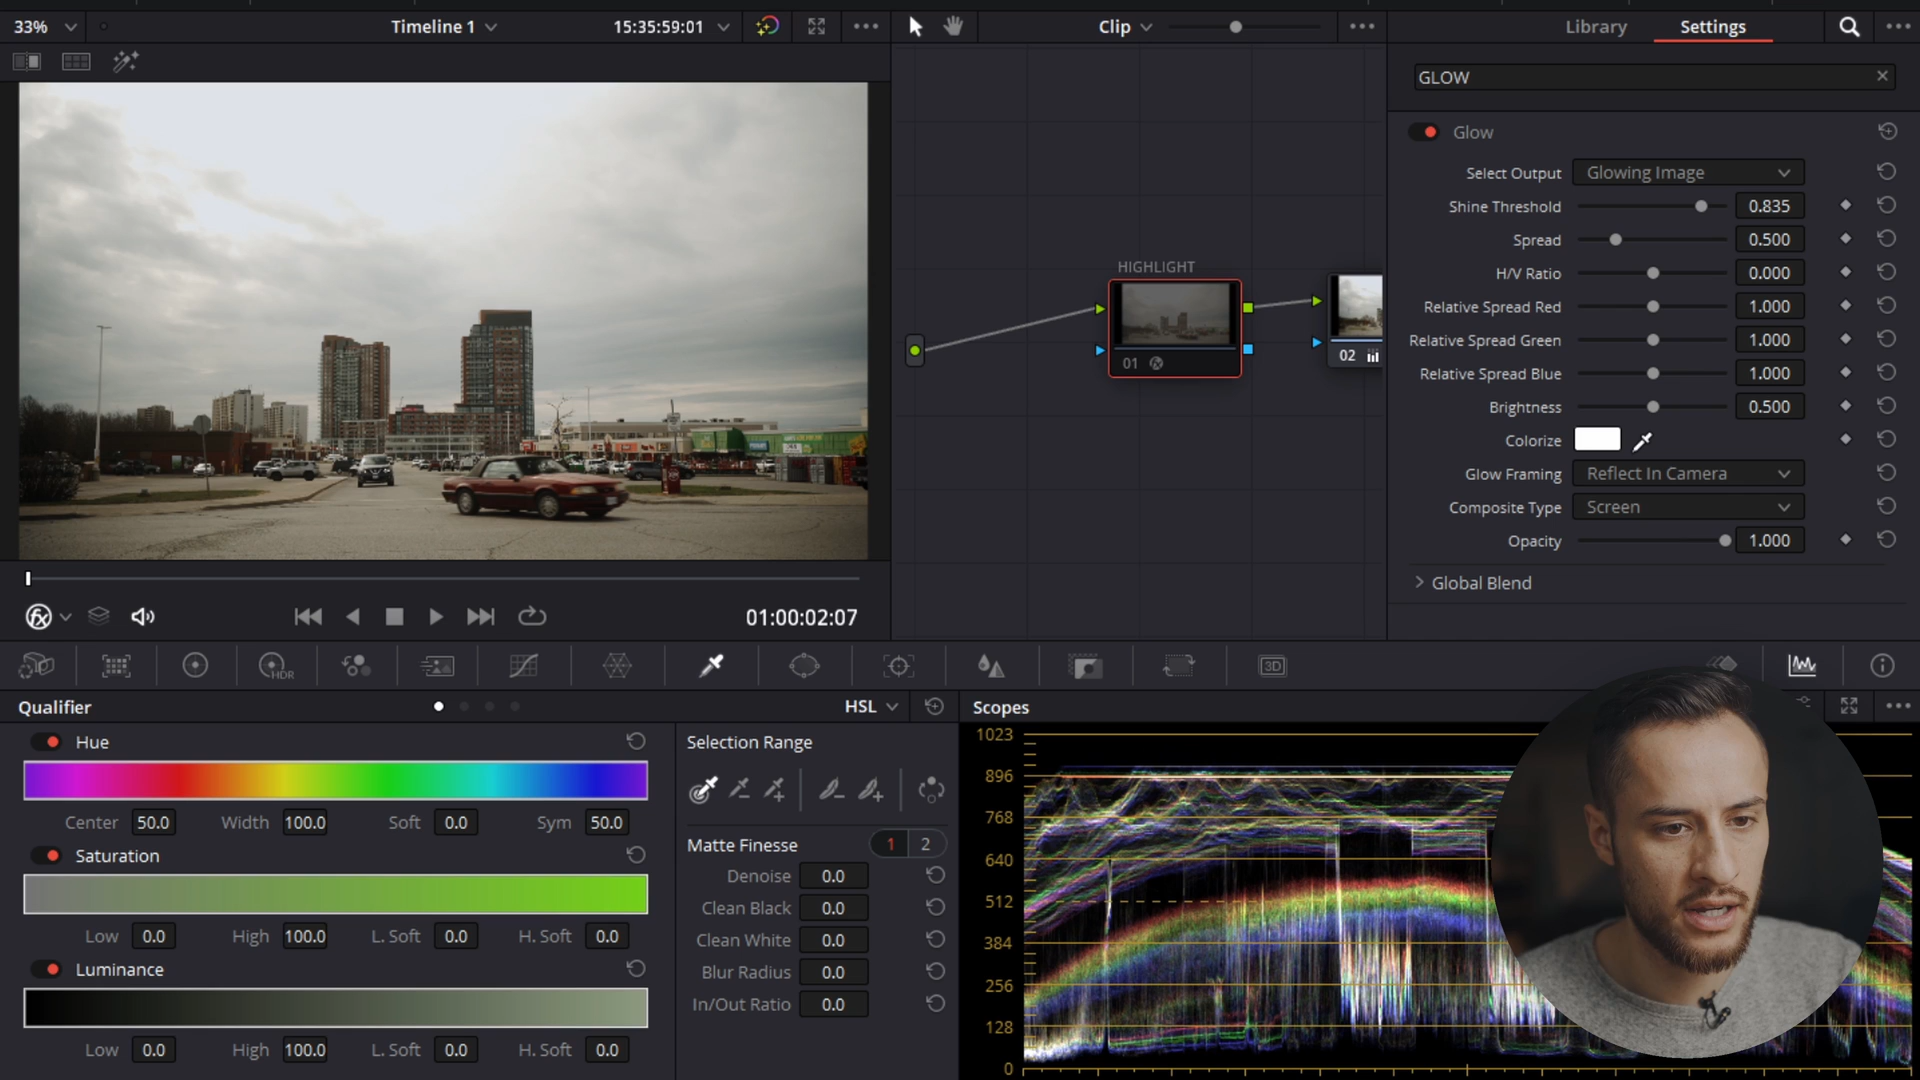 33% Timeline 1 15:35:59:01 Clip Library Settings
GLOW
Glow
Select Output Glowing Image
Shine Threshold 0.835
Spread 0.500
H/V Ratio 0.000
Relative Spread Red 1.000
Relative Spread Green 1.000
Relative Spread Blue 1.000
Brightness 0.500
Colorize
Glow Framing Reflect In Camera
Composite Type Screen
Opacity 1.000
Global Blend
HIGHLIGHT
01
02
01:00:02:07
HDR
3D
Qualifier HSL
Hue
Center 50.0 Width 100.0 Soft 0.0 Sym 50.0
Saturation
Low 0.0 High 100.0 L. Soft 0.0 H. Soft 0.0
Luminance
Low 0.0 High 100.0 L. Soft 0.0 H. Soft 0.0
Selection Range
Matte Finesse 1 2
Denoise 0.0
Clean Black 0.0
Clean White 0.0
Blur Radius 0.0
In/Out Ratio 0.0
Scopes
1023
896
768
640
512
384
256
128
0